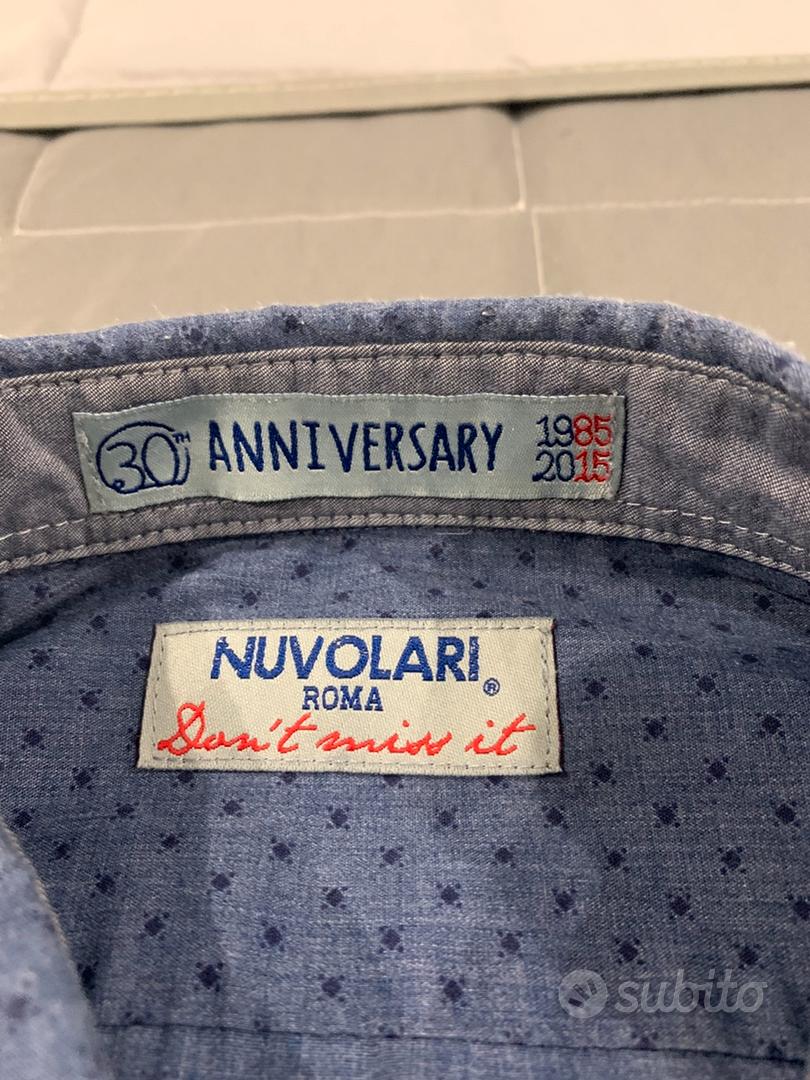 30TH ANNIVERSARY 1985
2015
NUVOLARI®
ROMA
Don't miss it
subito